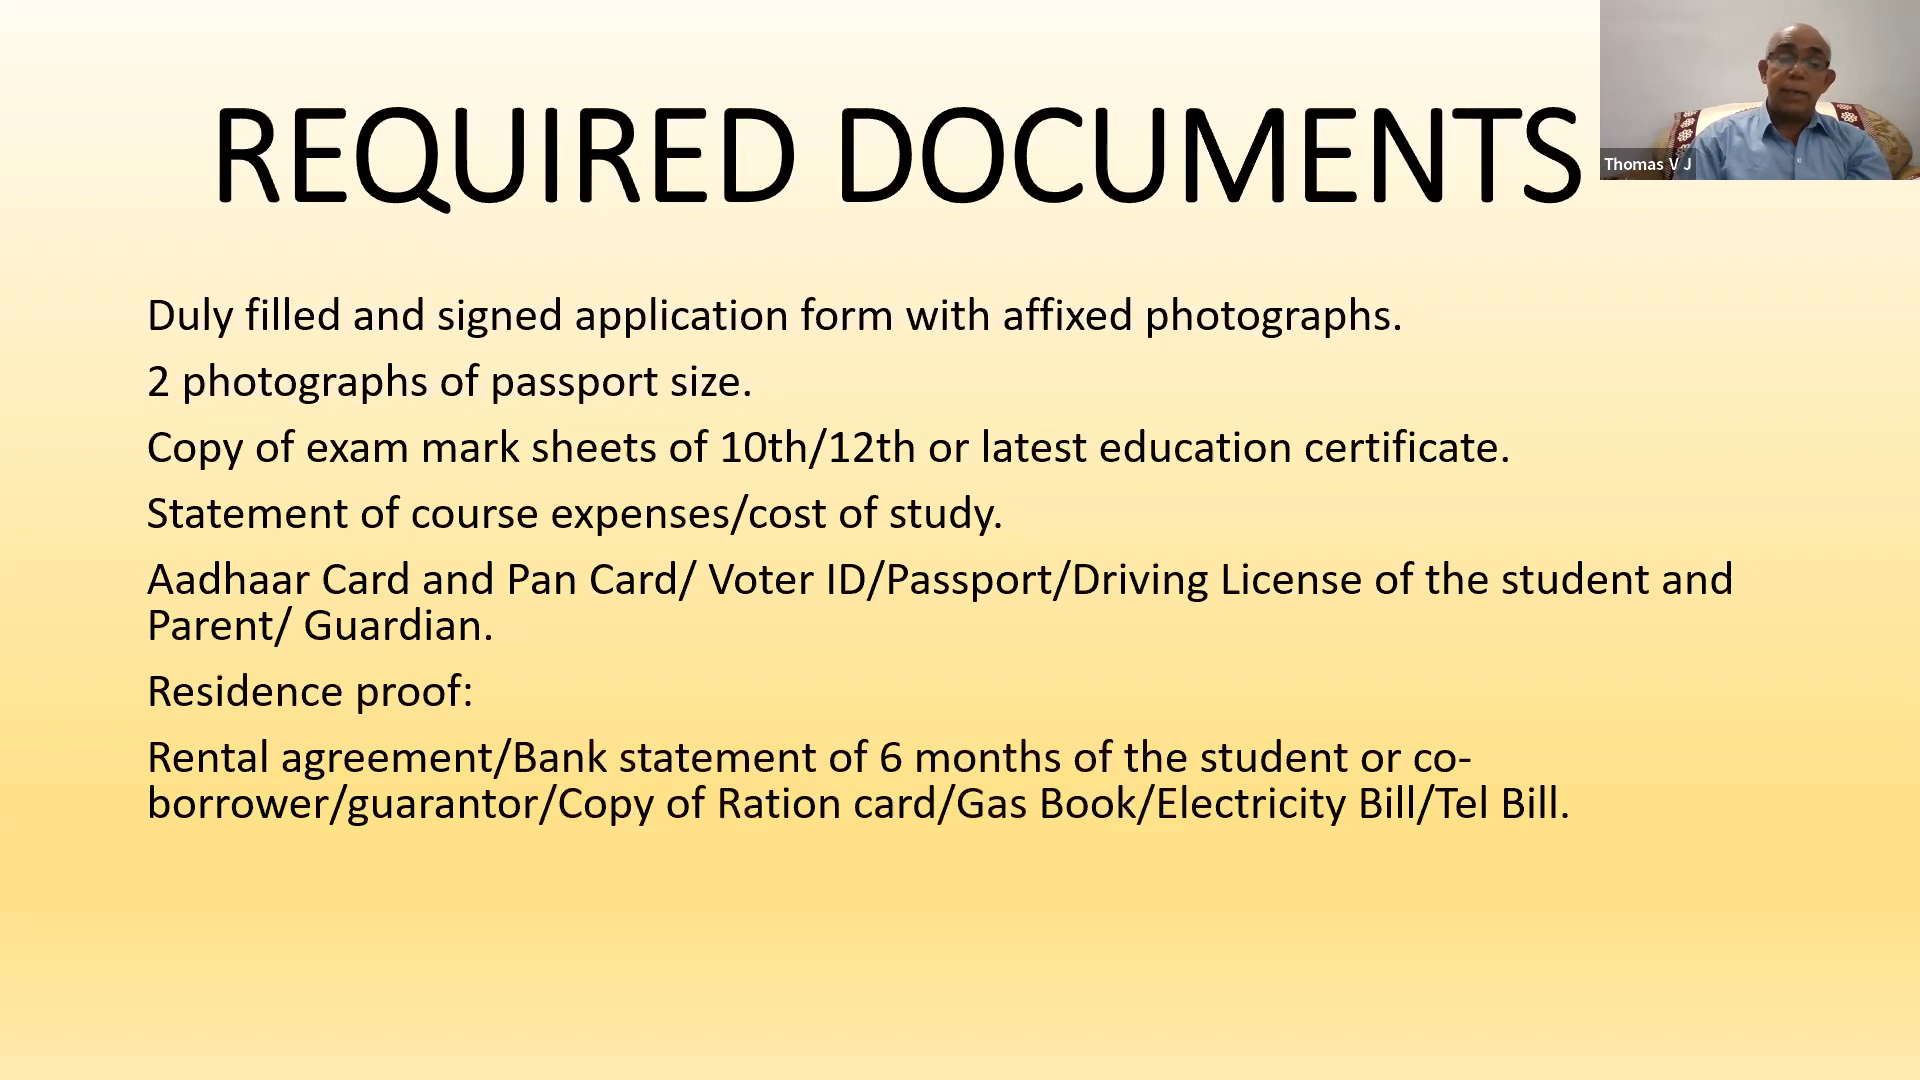 REQUIRED DOCUMENTS
Thomas V J
Duly filled and signed application form with affixed photographs.
2 photographs of passport size.
Copy of exam mark sheets of 10th/12th or latest education certificate.
Statement of course expenses/cost of study.
Aadhaar Card and Pan Card/ Voter ID/Passport/Driving License of the student and
Parent/ Guardian.
Residence proof:
Rental agreement/Bank statement of 6 months of the student or co-
borrower/guarantor/Copy of Ration card/Gas Book/Electricity Bill/Tel Bill.